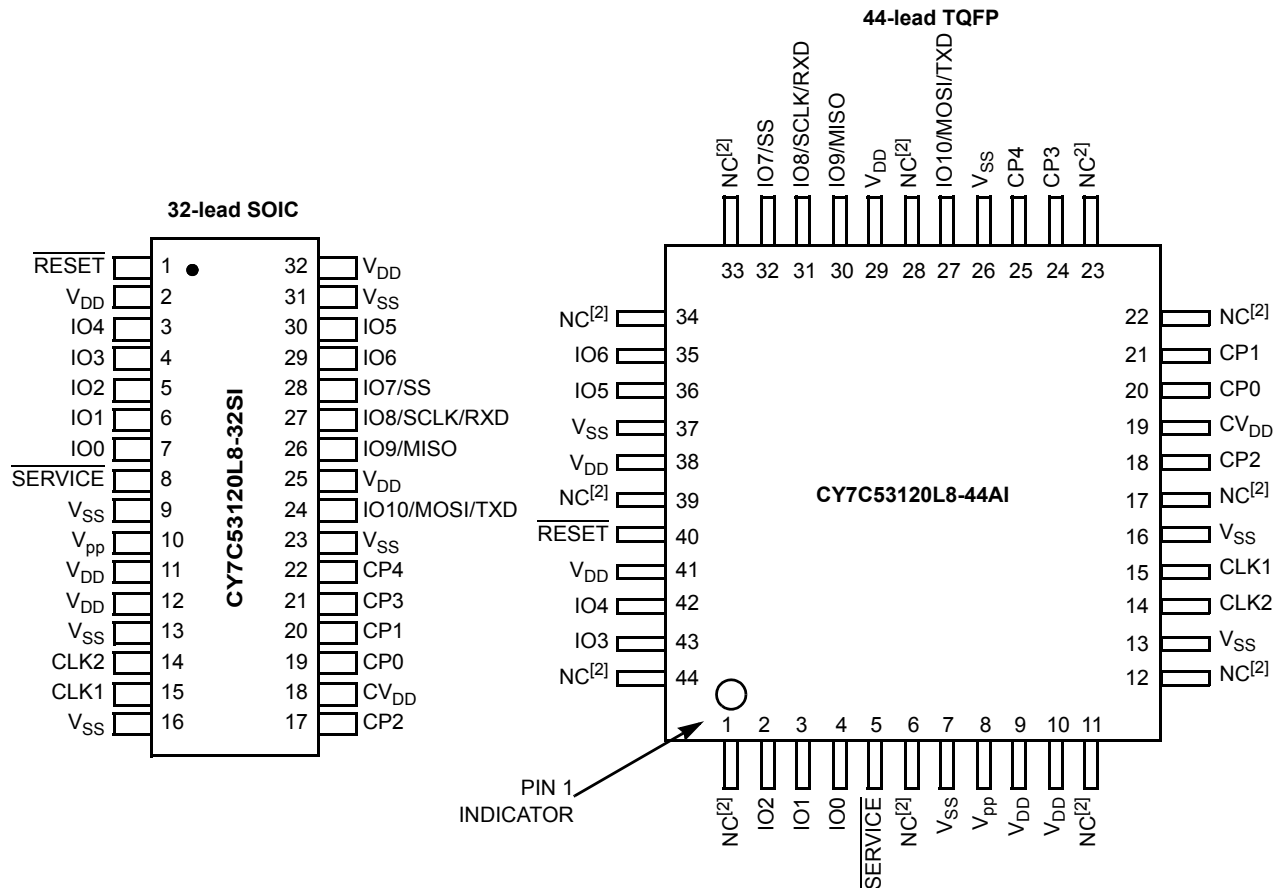 44-lead TQFP
NC[2] IO7/SS IO8/SCLK/RXD IO9/MISO VDD NC[2] IO10/MOSI/TXD VSS CP4 CP3 NC2]
32-lead SOIC
RESET 1 32 VDD
VDD 2 31 VSS
IO4 3 30 IO5
IO3 4 29 IO6
IO2 5 28 IO7/SS
IO1 6 27 IO8/SCLK/RXD
IO0 7 26 IO9/MISO
SERVICE 8 25 VDD
VSS 9 24 IO10/MOSI/TXD
Vpp 10 23 VSS
VDD 11 22 CP4
VDD 12 21 CP3
VSS 13 20 CP1
CLK2 14 19 CP0
CLK1 15 18 CVDD
VSS 16 17 CP2
CY7C53120L8-32SI
33 32 31 30 29 28 27 26 25 24 23
NC[2] 34 22 NC[2]
IO6 35 21 CP1
IO5 36 20 CP0
VSS 37 19 CVDD
VDD 38 18 CP2
NC[2] 39 17 NC[2]
CY7C53120L8-44AI
RESET 40 16 VSS
VDD 41 15 CLK1
IO4 42 14 CLK2
IO3 43 13 VSS
NC[2] 44 12 NC[2]
1 2 3 4 5 6 7 8 9 10 11
PIN 1
INDICATOR
NC[2] IO2 IO1 IO0 SERVICE NC[2] VSS Vpp VDD VDD NC[2]